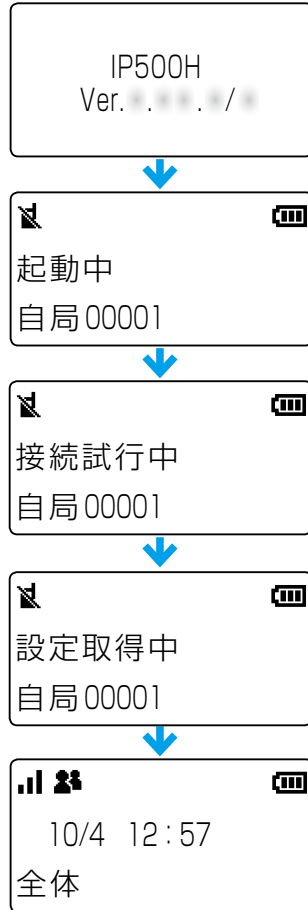 IP500H
Ver.
起動中
自局00001
接続試行中
自局00001
設定取得中
自局00001
10/4 12:57
全体